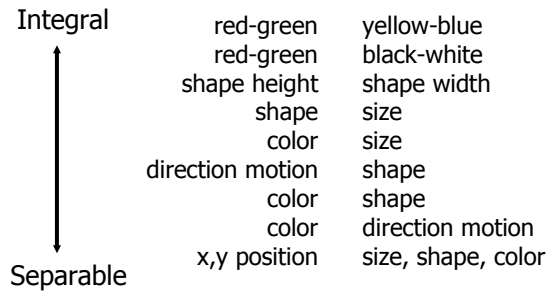 Integral
red-green yellow-blue
red-green black-white
shape height shape width
shape size
color size
direction motion shape
color shape
color direction motion
x,y position size, shape, color
Separable